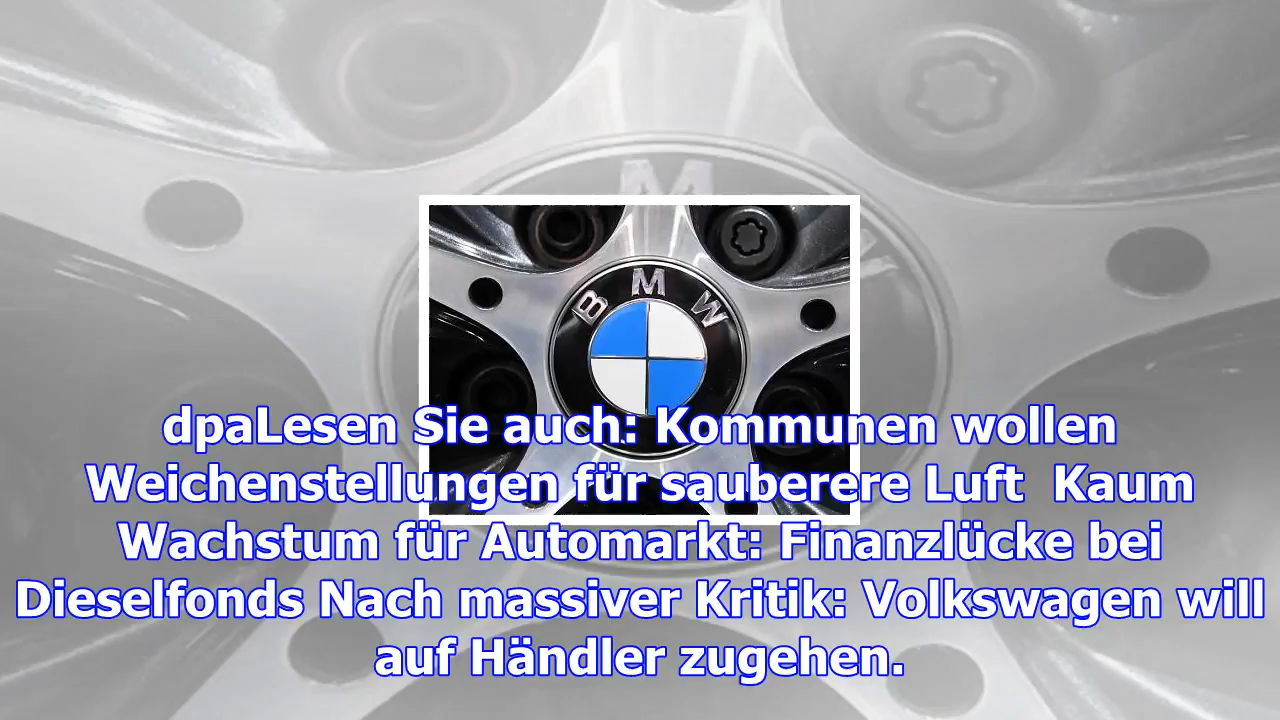 M
W
BMW
dpaLesen Sie auch: Kommunen wollen
Weichenstellungen für sauberere Luft  Kaum
Wachstum für Automarkt: Finanzlücke bei
Dieselfonds Nach massiver Kritik: Volkswagen will
auf Händler zugehen.